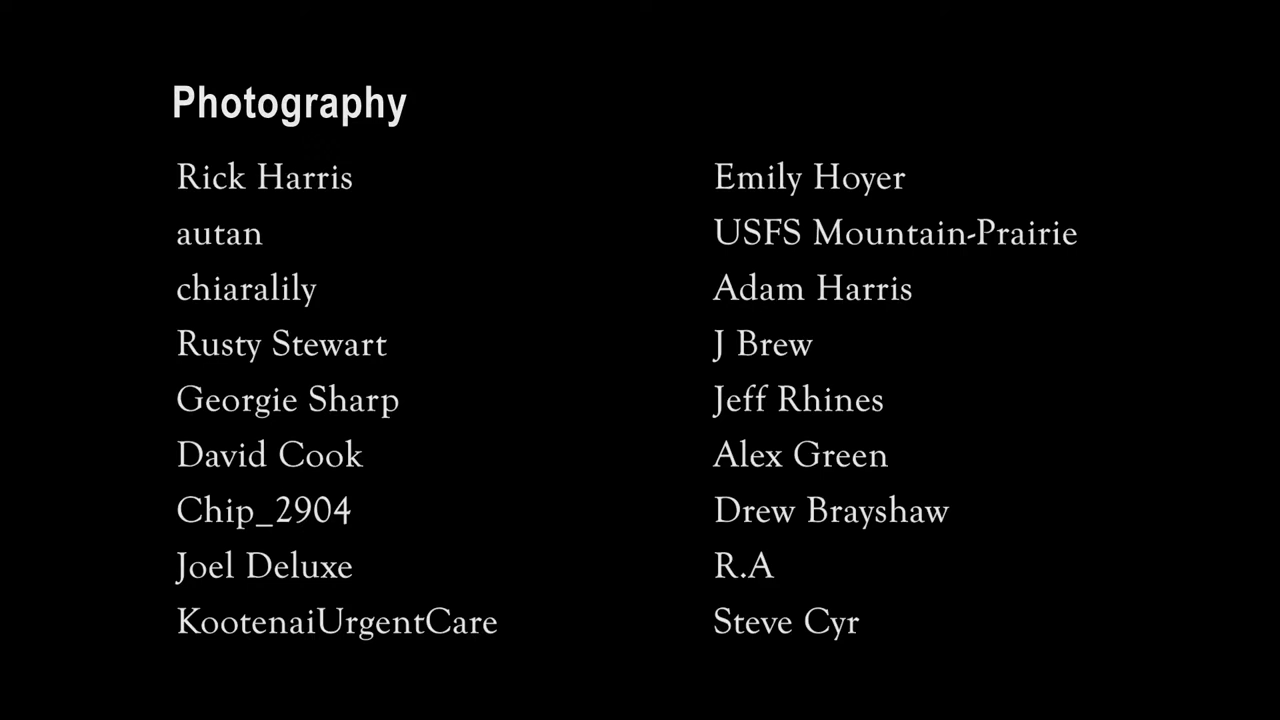 Photography
Rick Harris
autan
chiaralily
Rusty Stewart
Georgie Sharp
David Cook
Chip_2904
Joel Deluxe
KootenaiUrgentCare
Emily Hoyer
USFS Mountain-Prairie
Adam Harris
J Brew
Jeff Rhines
Alex Green
Drew Brayshaw
R.A
Steve Cyr